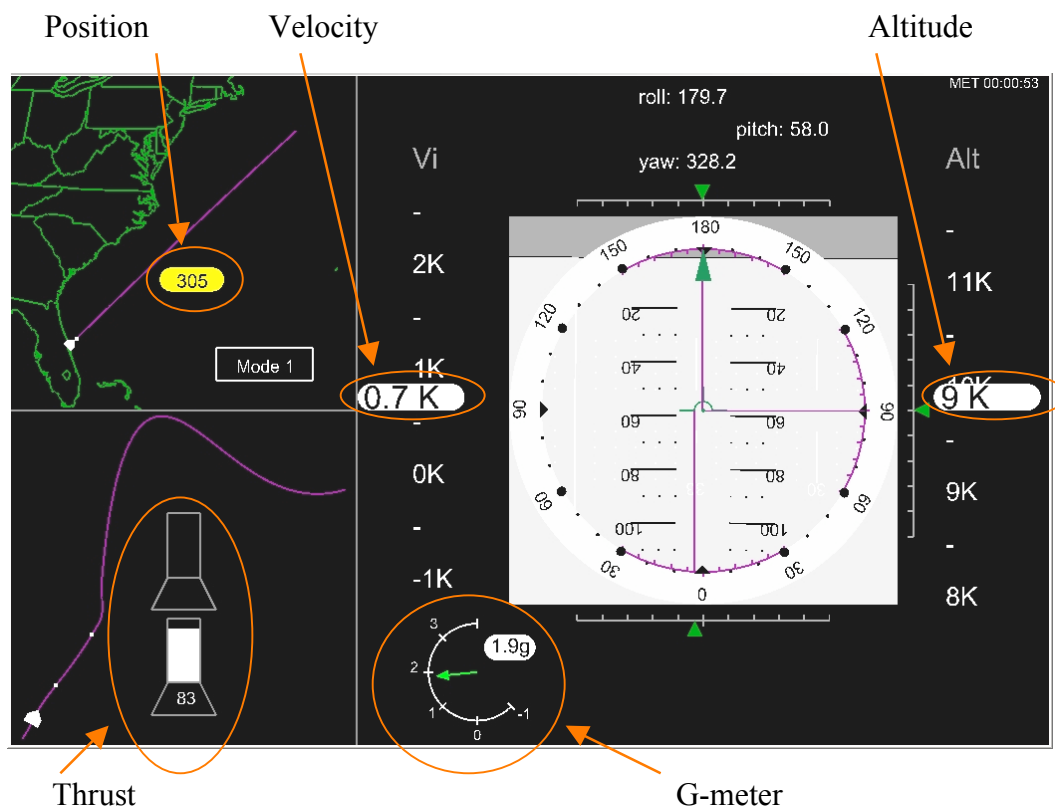 Position
Velocity
Altitude
MET 00:00:53
roll: 179.7
pitch: 58.0
yaw: 328.2
Vi
Alt
-
2K
-
1K
0.7 K
-
0K
-
-1K
305
Mode 1
180
150
150
120
120
90
90
60
60
30
30
0
20
20
40
40
60
60
80
80
100
100
-
11K
-
9 K
-
9K
-
8K
83
3
2
1
0
-1
1.9g
Thrust
G-meter